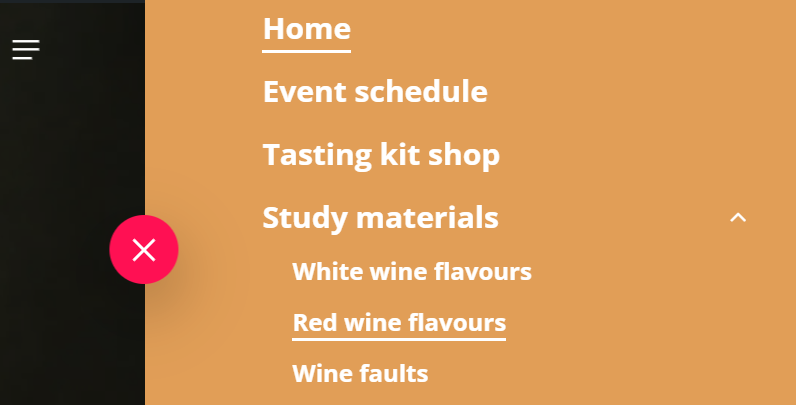 Home
Event schedule
Tasting kit shop
Study materials
White wine flavours
Red wine flavours
Wine faults